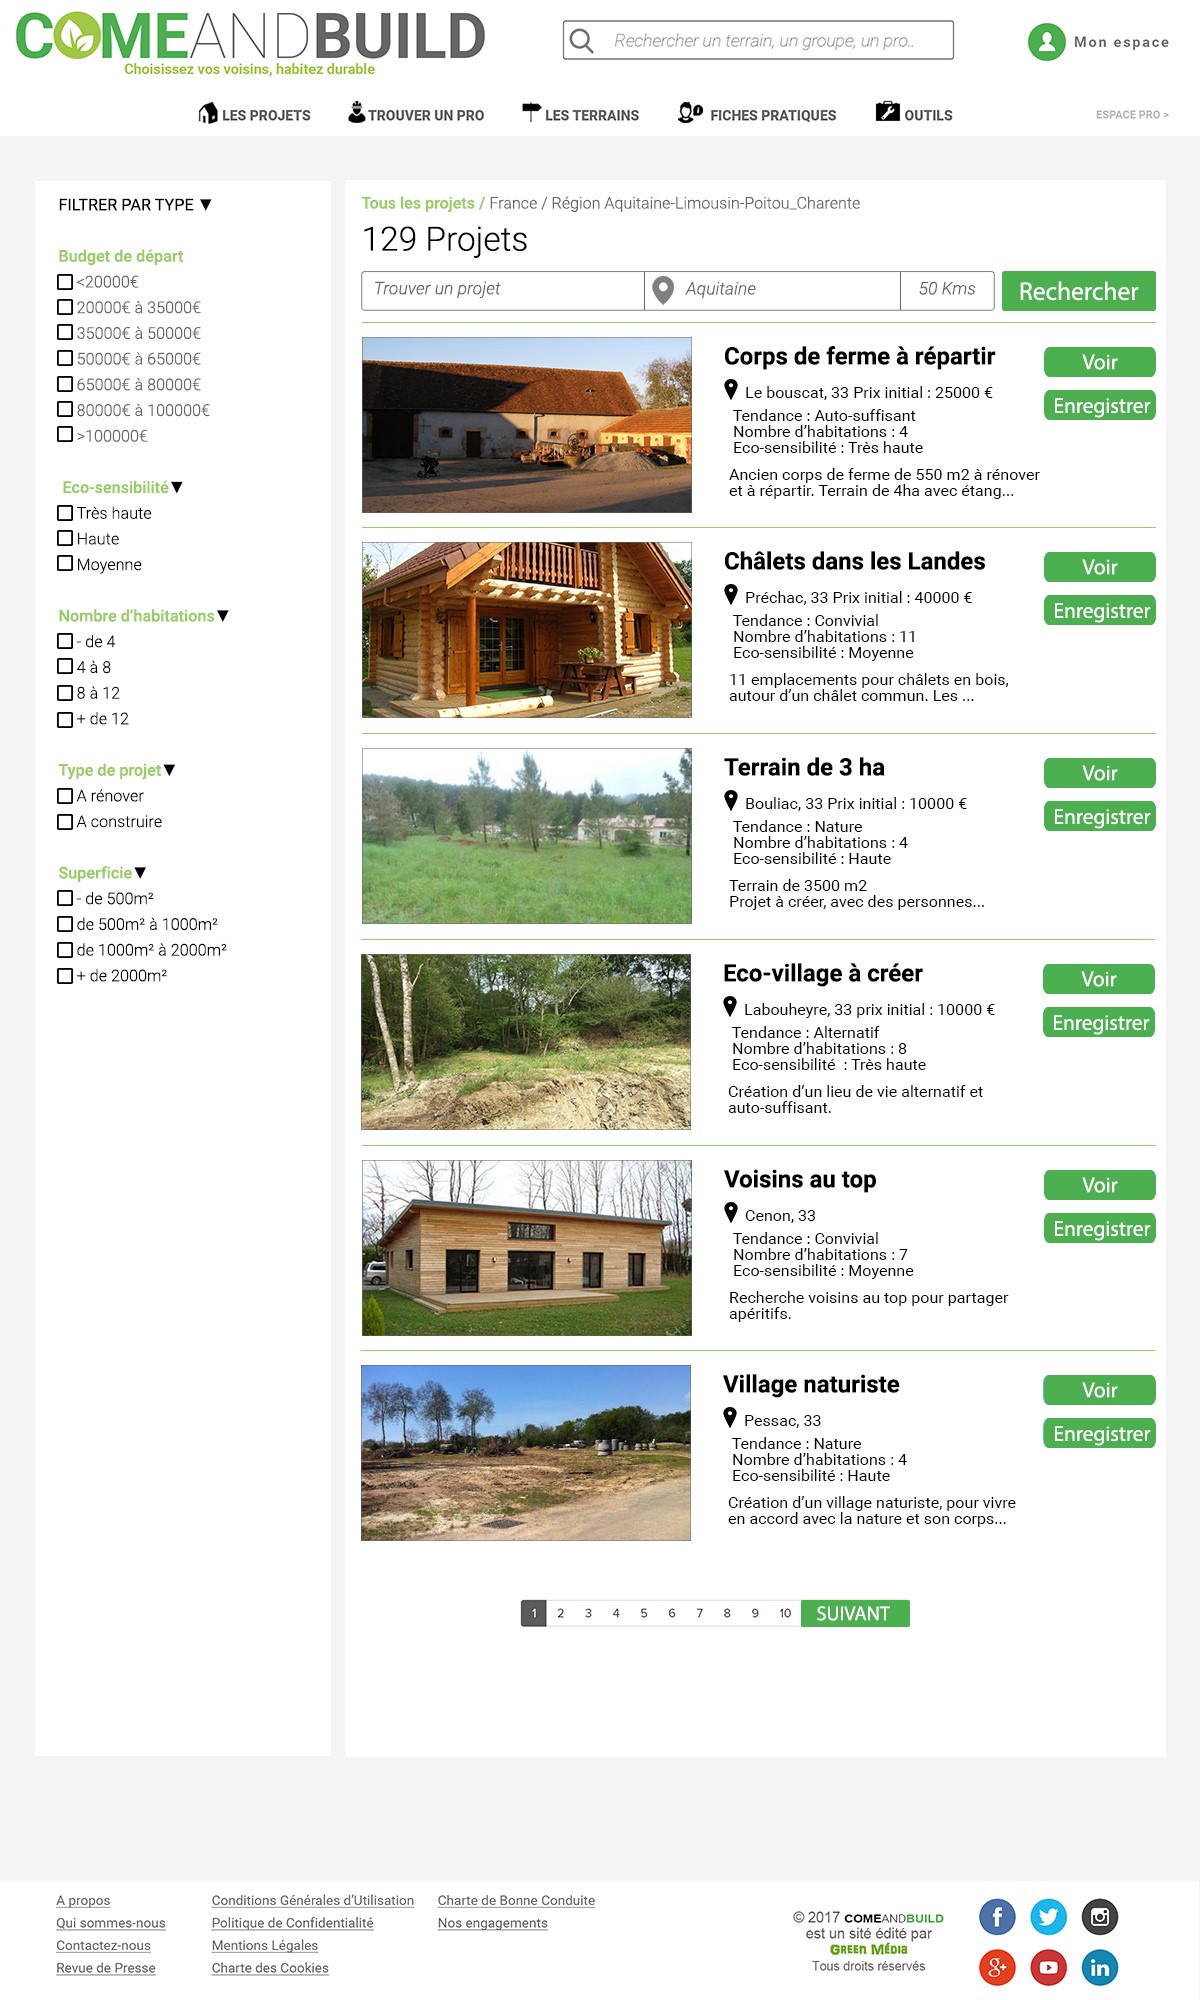 COMEANDBUILD
Choisissez vos voisins, habitez durable
Rechercher un terrain, un groupe, un pro..
Mon espace
LES PROJETS
TROUVER UN PRO
LES TERRAINS
FICHES PRATIQUES
OUTILS
ESPACE PRO >
FILTRER PAR TYPE ▼
Budget de départ
<20000€
20000€ à 35000€
35000€ à 50000€
50000€ à 65000€
65000€ à 80000€
80000€ à 100000€
>100000€
Eco-sensibilité ▼
Très haute
Haute
Moyenne
Nombre d’habitations ▼
- de 4
4 à 8
8 à 12
+ de 12
Type de projet ▼
A rénover
A construire
Superficie ▼
- de 500m²
de 500m² à 1000m²
de 1000m² à 2000m²
+ de 2000m²
Tous les projets / France / Région Aquitaine-Limousin-Poitou_Charente
129 Projets
Trouver un projet
Aquitaine
50 Kms
Rechercher
Corps de ferme à répartir
Le bouscat, 33 Prix initial : 25000 €
Tendance : Auto-suffisant
Nombre d’habitations : 4
Eco-sensibilité : Très haute
Ancien corps de ferme de 550 m2 à rénover
et à répartir. Terrain de 4ha avec étang...
Voir
Enregistrer
Châlets dans les Landes
Préchac, 33 Prix initial : 40000 €
Tendance : Convivial
Nombre d’habitations : 11
Eco-sensibilité : Moyenne
11 emplacements pour châlets en bois,
autour d’un châlet commun. Les ...
Voir
Enregistrer
Terrain de 3 ha
Bouliac, 33 Prix initial : 10000 €
Tendance : Nature
Nombre d’habitations : 4
Eco-sensibilité : Haute
Terrain de 3500 m2
Projet à créer, avec des personnes...
Voir
Enregistrer
Eco-village à créer
Labouheyre, 33 prix initial : 10000 €
Tendance : Alternatif
Nombre d’habitations : 8
Eco-sensibilité : Très haute
Création d’un lieu de vie alternatif et
auto-suffisant.
Voir
Enregistrer
Voisins au top
Cenon, 33
Tendance : Convivial
Nombre d’habitations : 7
Eco-sensibilité : Moyenne
Recherche voisins au top pour partager
apéritifs.
Voir
Enregistrer
Village naturiste
Pessac, 33
Tendance : Nature
Nombre d’habitations : 4
Eco-sensibilité : Haute
Création d’un village naturiste, pour vivre
en accord avec la nature et son corps...
Voir
Enregistrer
1 2 3 4 5 6 7 8 9 10 SUIVANT
A propos
Qui sommes-nous
Contactez-nous
Revue de Presse
Conditions Générales d’Utilisation
Politique de Confidentialité
Mentions Légales
Charte des Cookies
Charte de Bonne Conduite
Nos engagements
© 2017 COMEANDBUILD
est un sité édité par
Green Média
Tous droits réservés
f
g+
in